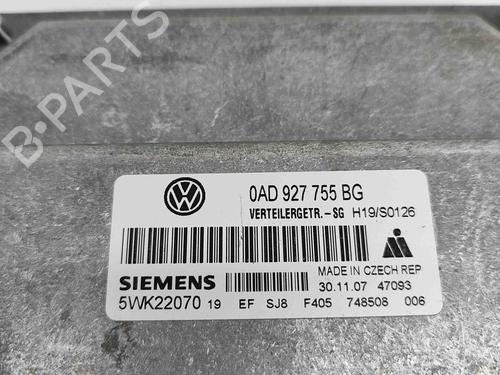 B-PARTS
0AD 927 755 BG
VERTEILERGETR.-SG H19/S0126
SIEMENS
MADE IN CZECH REP
30.11.07 47093
5WK22070 19 EF SJ8 F405 748508 006